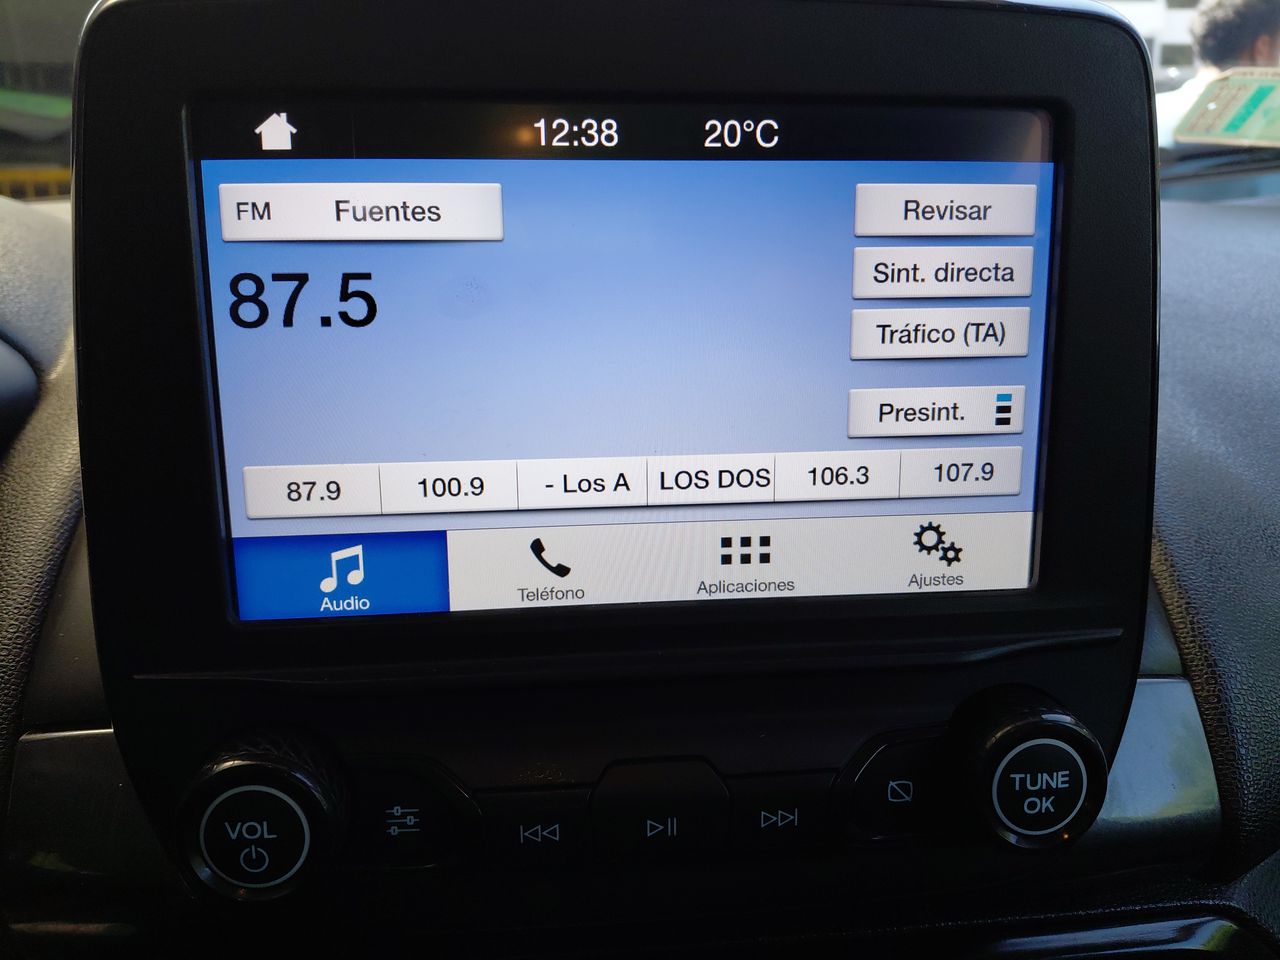 12:38 20°C
FM Fuentes
Revisar
87.5
Sint. directa
Tráfico (TA)
Presint.
87.9 100.9 - Los A LOS DOS 106.3 107.9
Audio Teléfono Aplicaciones Ajustes
VOL
TUNE
OK